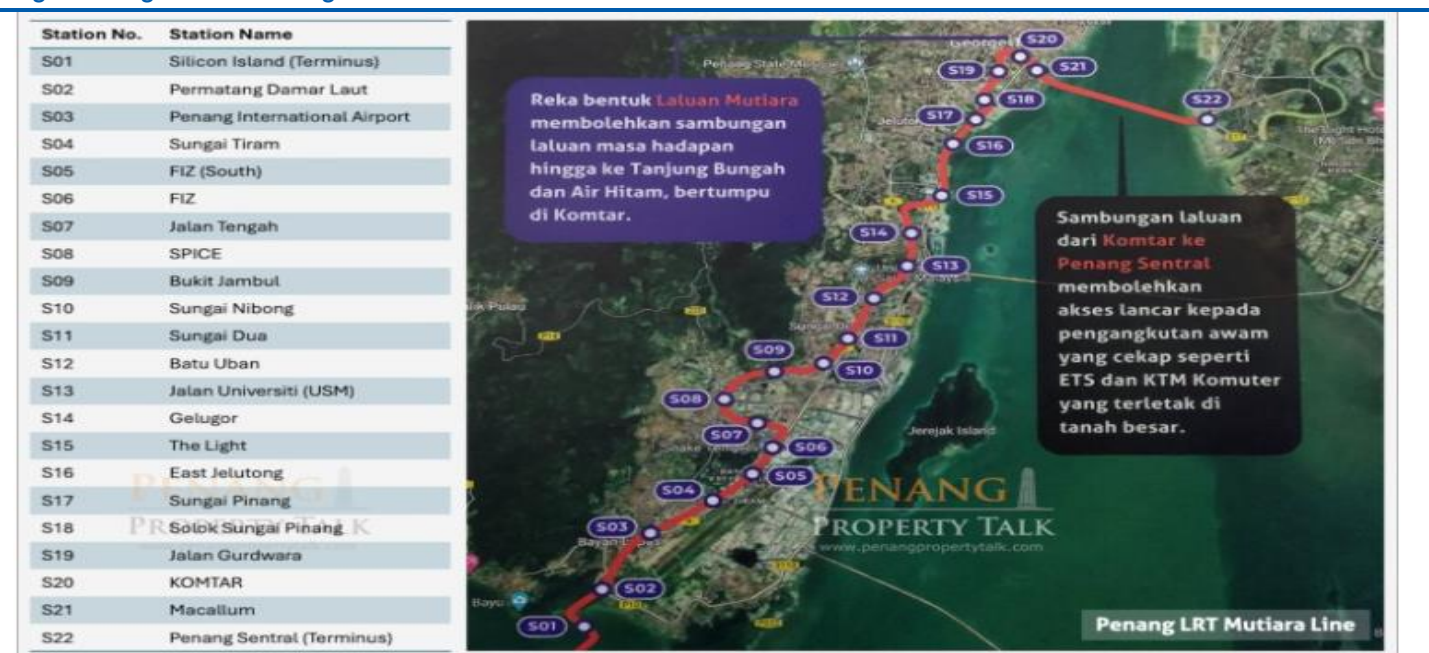 Station No. Station Name
S01 Silicon Island (Terminus)
S02 Permatang Damar Laut
S03 Penang International Airport
S04 Sungai Tiram
S05 FIZ (South)
S06 FIZ
S07 Jalan Tengah
S08 SPICE
S09 Bukit Jambul
S10 Sungai Nibong
S11 Sungai Dua
S12 Batu Uban
S13 Jalan Universiti (USM)
S14 Gelugor
S15 The Light
S16 East Jelutong
S17 Sungai Pinang
S18 Solok Sungai Pinang
S19 Jalan Gurdwara
S20 KOMTAR
S21 Macallum
S22 Penang Sentral (Terminus)
PENANG
PROPERTY TALK
Reka bentuk Laluan Mutiara
membolehkan sambungan
laluan masa hadapan
hingga ke Tanjung Bungah
dan Air Hitam, bertumpu
di Komtar.
Sambungan laluan
dari Komtar ke
Penang Sentral
membolehkan
akses lancar kepada
pengangkutan awam
yang cekap seperti
ETS dan KTM Komuter
yang terletak di
tanah besar.
Penang State
S20
S19
S21
S18
S22
Jelutong
S17
S16
S15
S14
S13
S12
S11
S09
S10
S08
S07
S06
S05
S04
S03
S02
S01
Jerejak Island
PENANG
PROPERTY TALK
www.penangpropertytalk.com
Penang LRT Mutiara Line